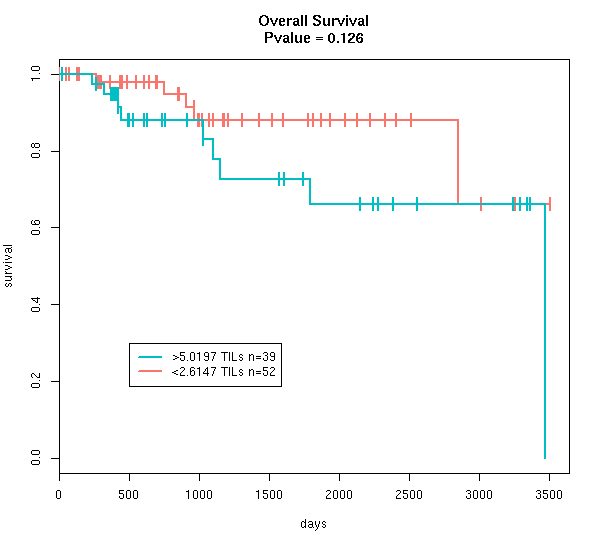 Overall Survival
Pvalue = 0.126
1.0
0.8
0.6
0.4
0.2
0.0
survival
>5.0197 TILs n=39
<2.6147 TILs n=52
0 500 1000 1500 2000 2500 3000 3500
days